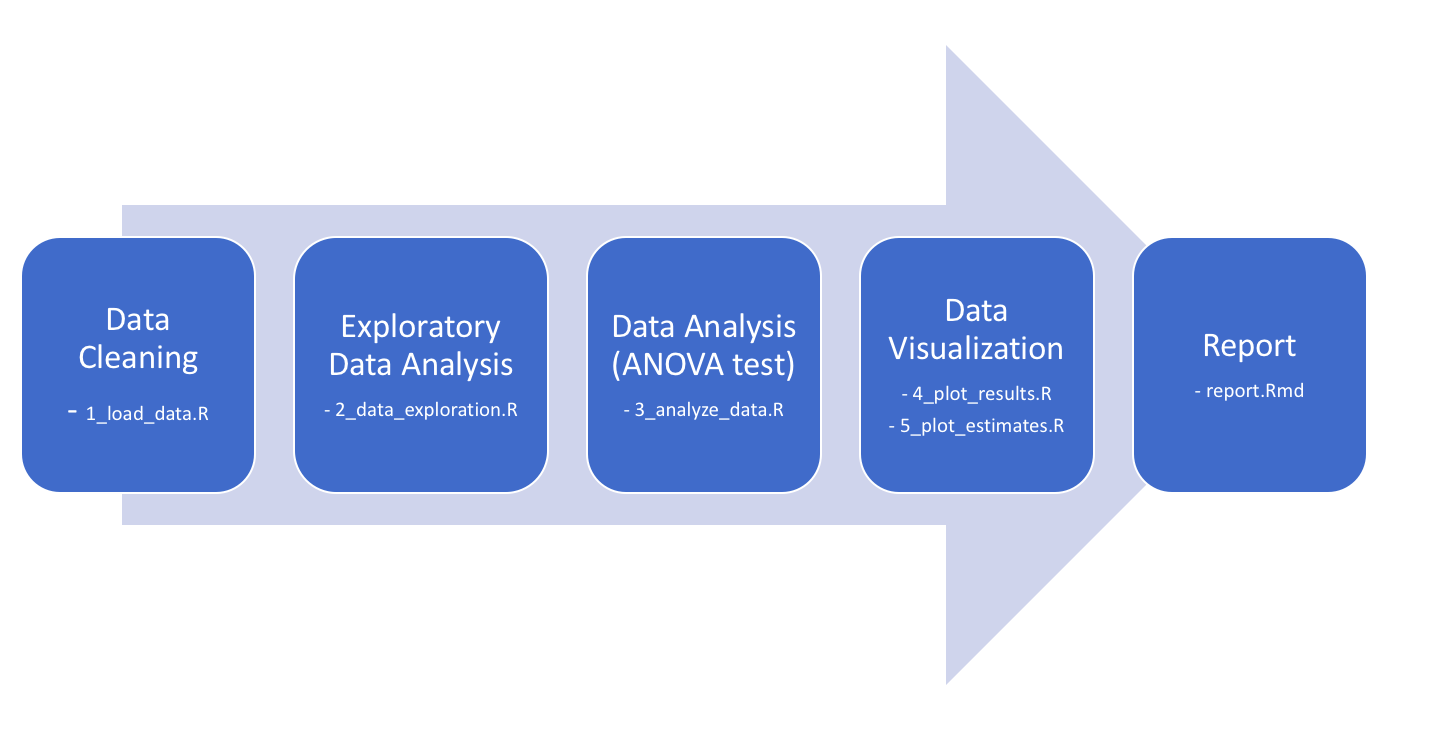 Data
Cleaning
- 1_load_data.R
Exploratory
Data Analysis
- 2_data_exploration.R
Data Analysis
(ANOVA test)
- 3_analyze_data.R
Data
Visualization
- 4_plot_results.R
- 5_plot_estimates.R
Report
- report.Rmd